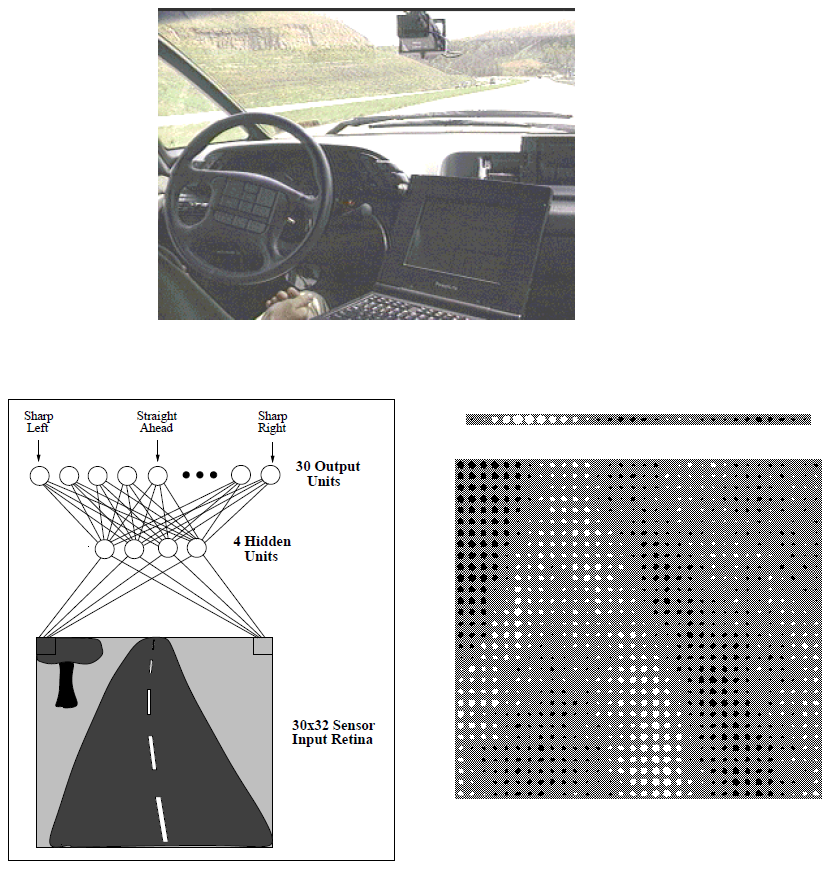 Sharp
Left
Straight
Ahead
Sharp
Right
30 Output
Units
4 Hidden
Units
30x32 Sensor
Input Retina